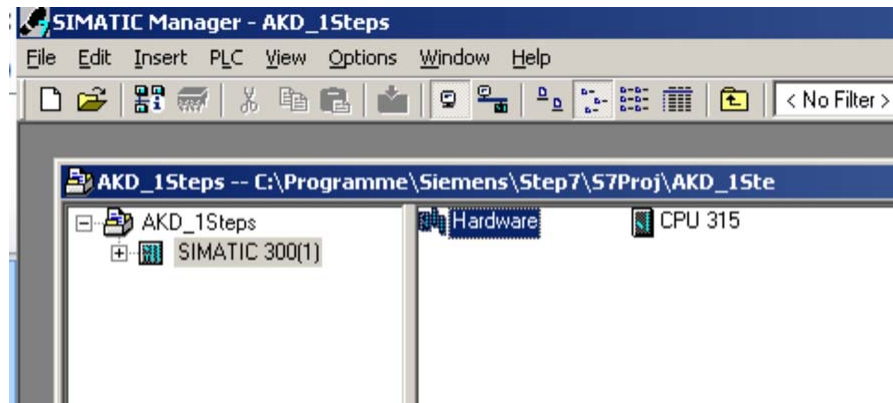 SIMATIC Manager - AKD_1Steps
File Edit Insert PLC View Options Window Help
< No Filter >
AKD_1Steps -- C:\Programme\Siemens\Step7\S7Proj\AKD_1Ste
AKD_1Steps Hardware CPU 315
SIMATIC 300(1)